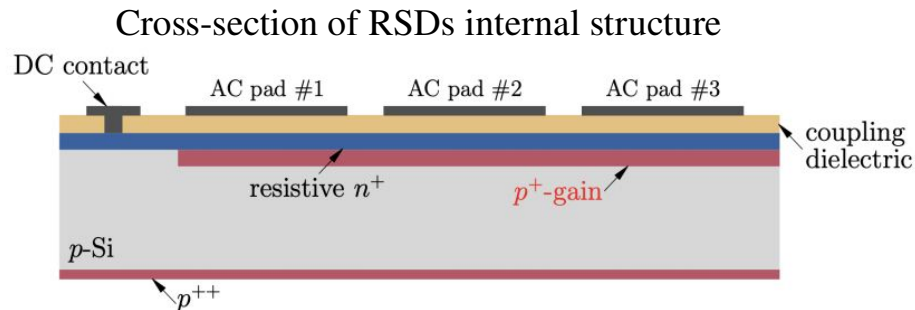 Cross-section of RSDs internal structure
DC contact
AC pad #1
AC pad #2
AC pad #3
coupling
dielectric
resistive n⁺
p⁺-gain
p-Si
p⁺⁺